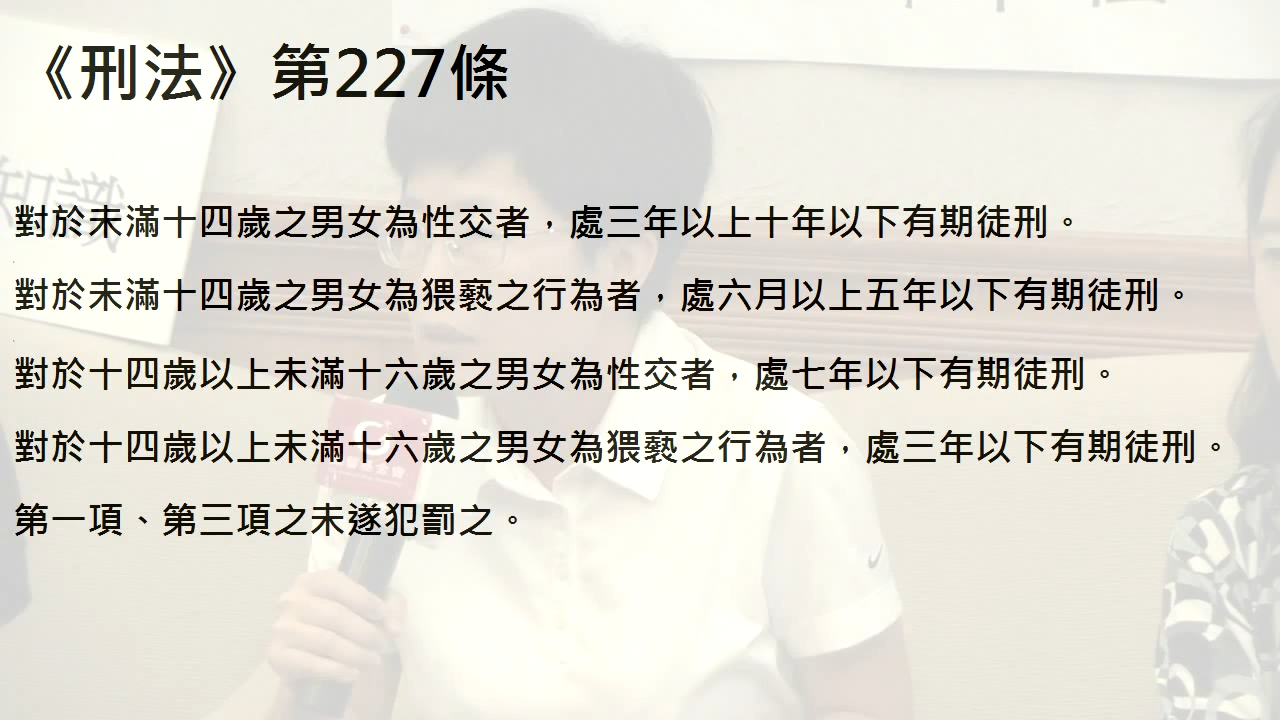 《刑法》第227條
知識
對於未滿十四歲之男女為性交者，處三年以上十年以下有期徒刑。
對於未滿十四歲之男女為猥褻之行為者，處六月以上五年以下有期徒刑。
對於十四歲以上未滿十六歲之男女為性交者，處七年以下有期徒刑。
對於十四歲以上未滿十六歲之男女為猥褻之行為者，處三年以下有期徒刑。
第一項、第三項之未遂犯罰之。